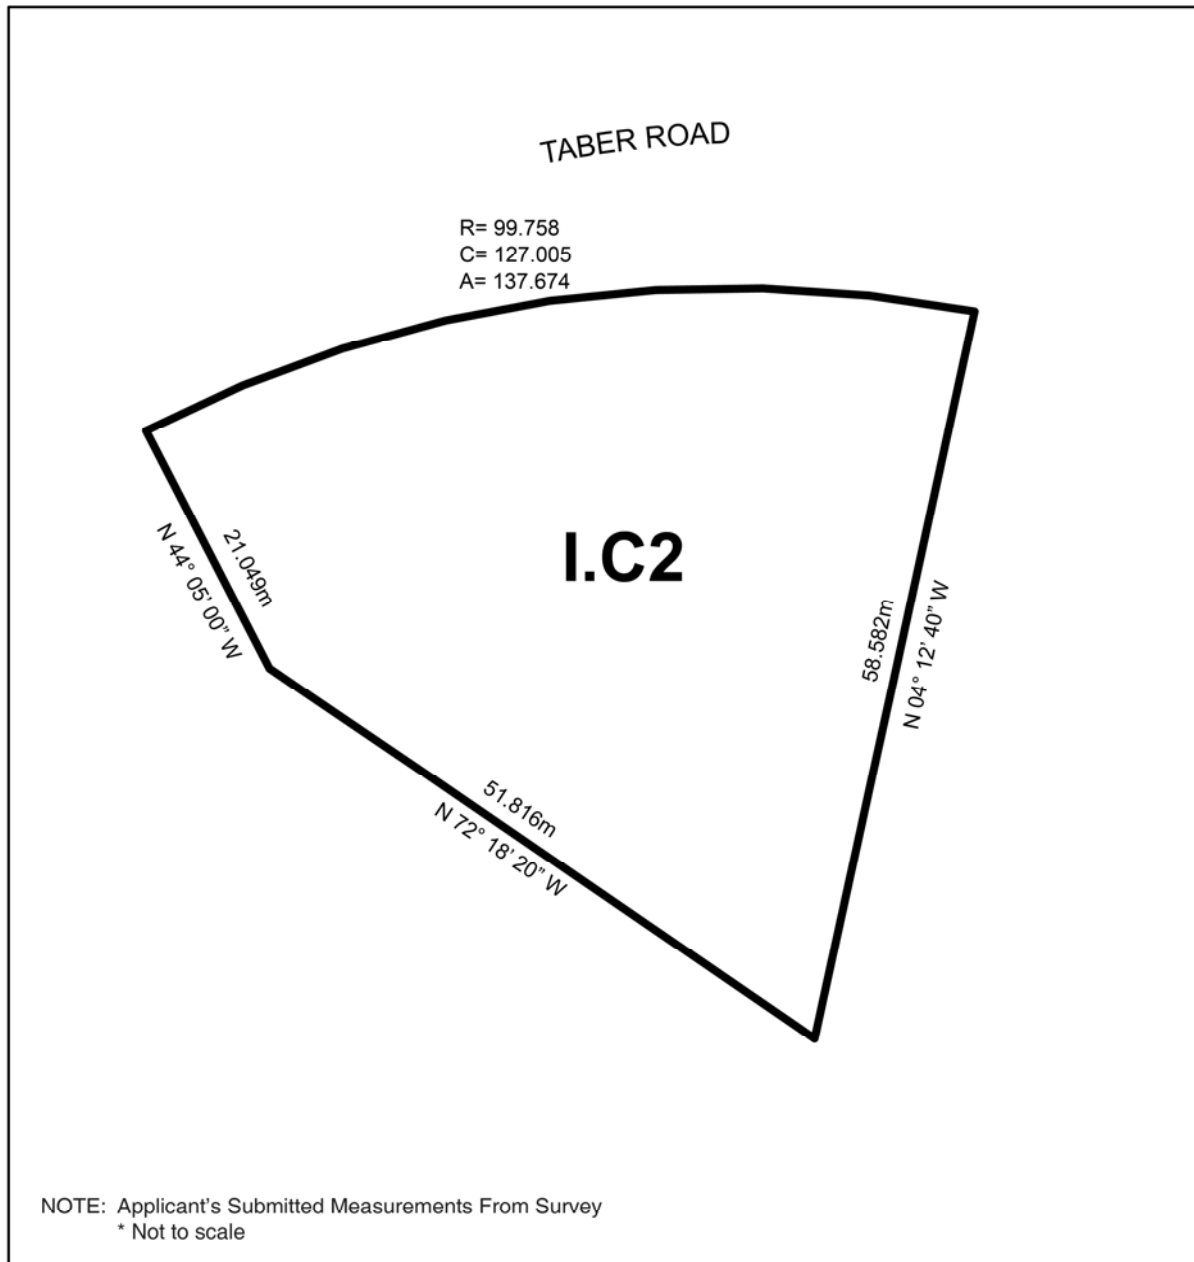 TABER ROAD
R= 99.758
C= 127.005
A= 137.674
I.C2
21.049m
N 44° 05’ 00” W
58.582m
N 04° 12’ 40” W
51.816m
N 72° 18’ 20” W
NOTE: Applicant’s Submitted Measurements From Survey
* Not to scale